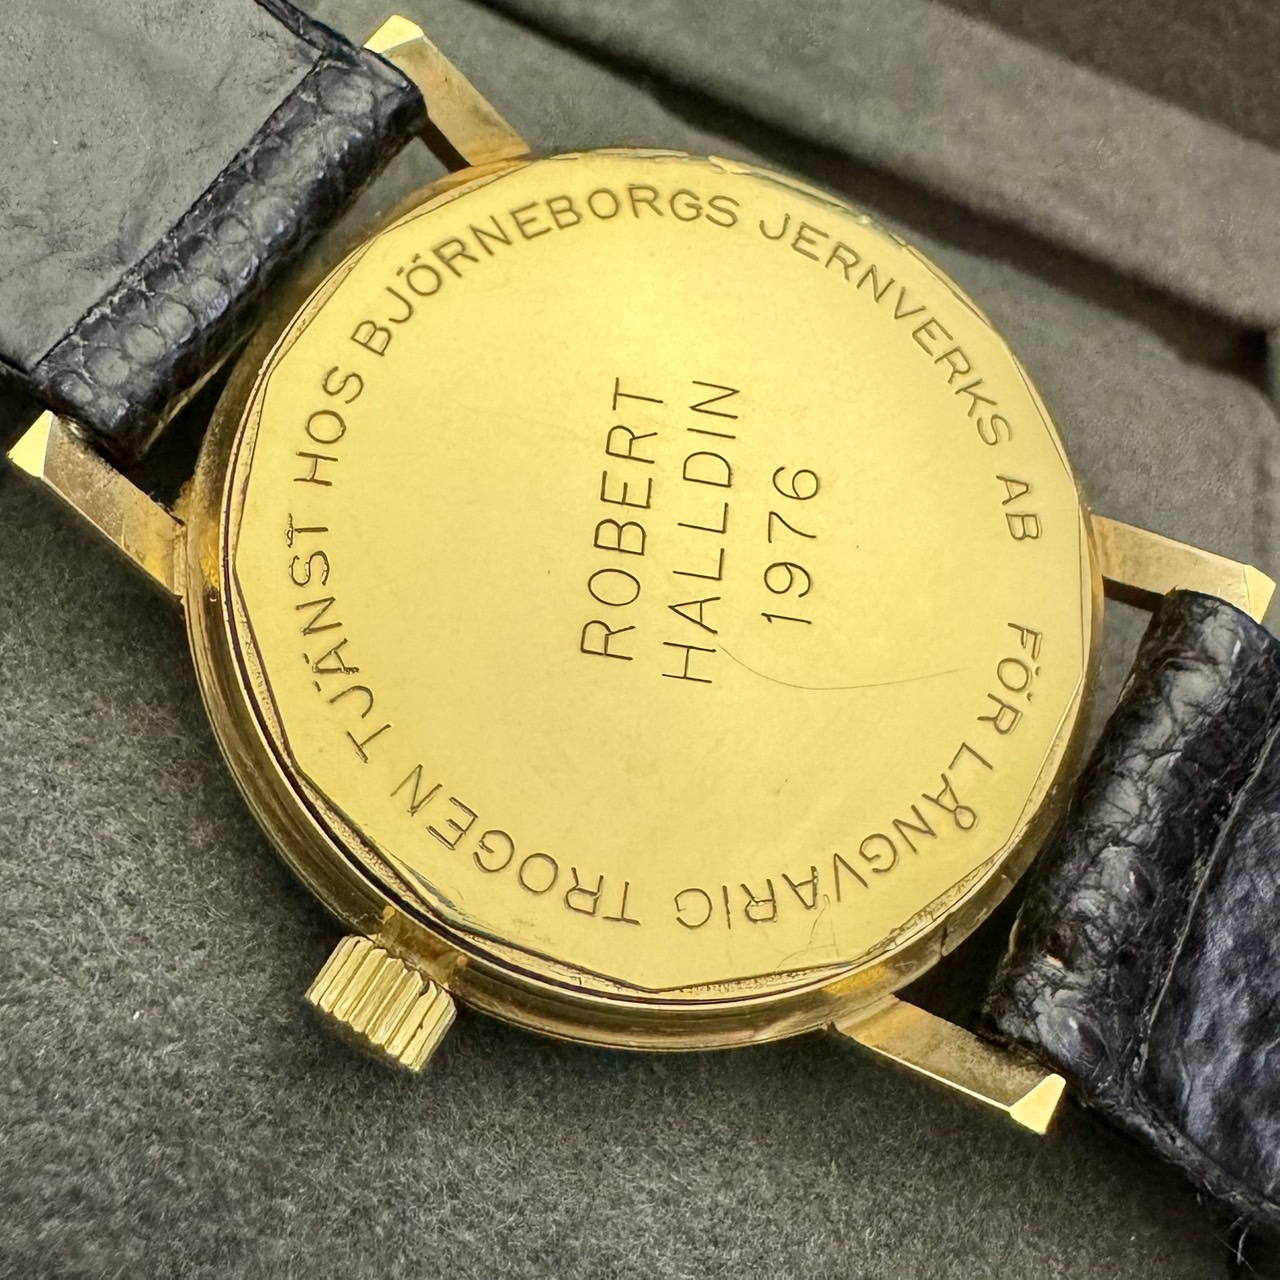 FÖR LÅNGVARIG TROGEN TJÄNST HOS BJÖRNEBORGS JERNVERKS AB
ROBERT
HALLDIN
1976